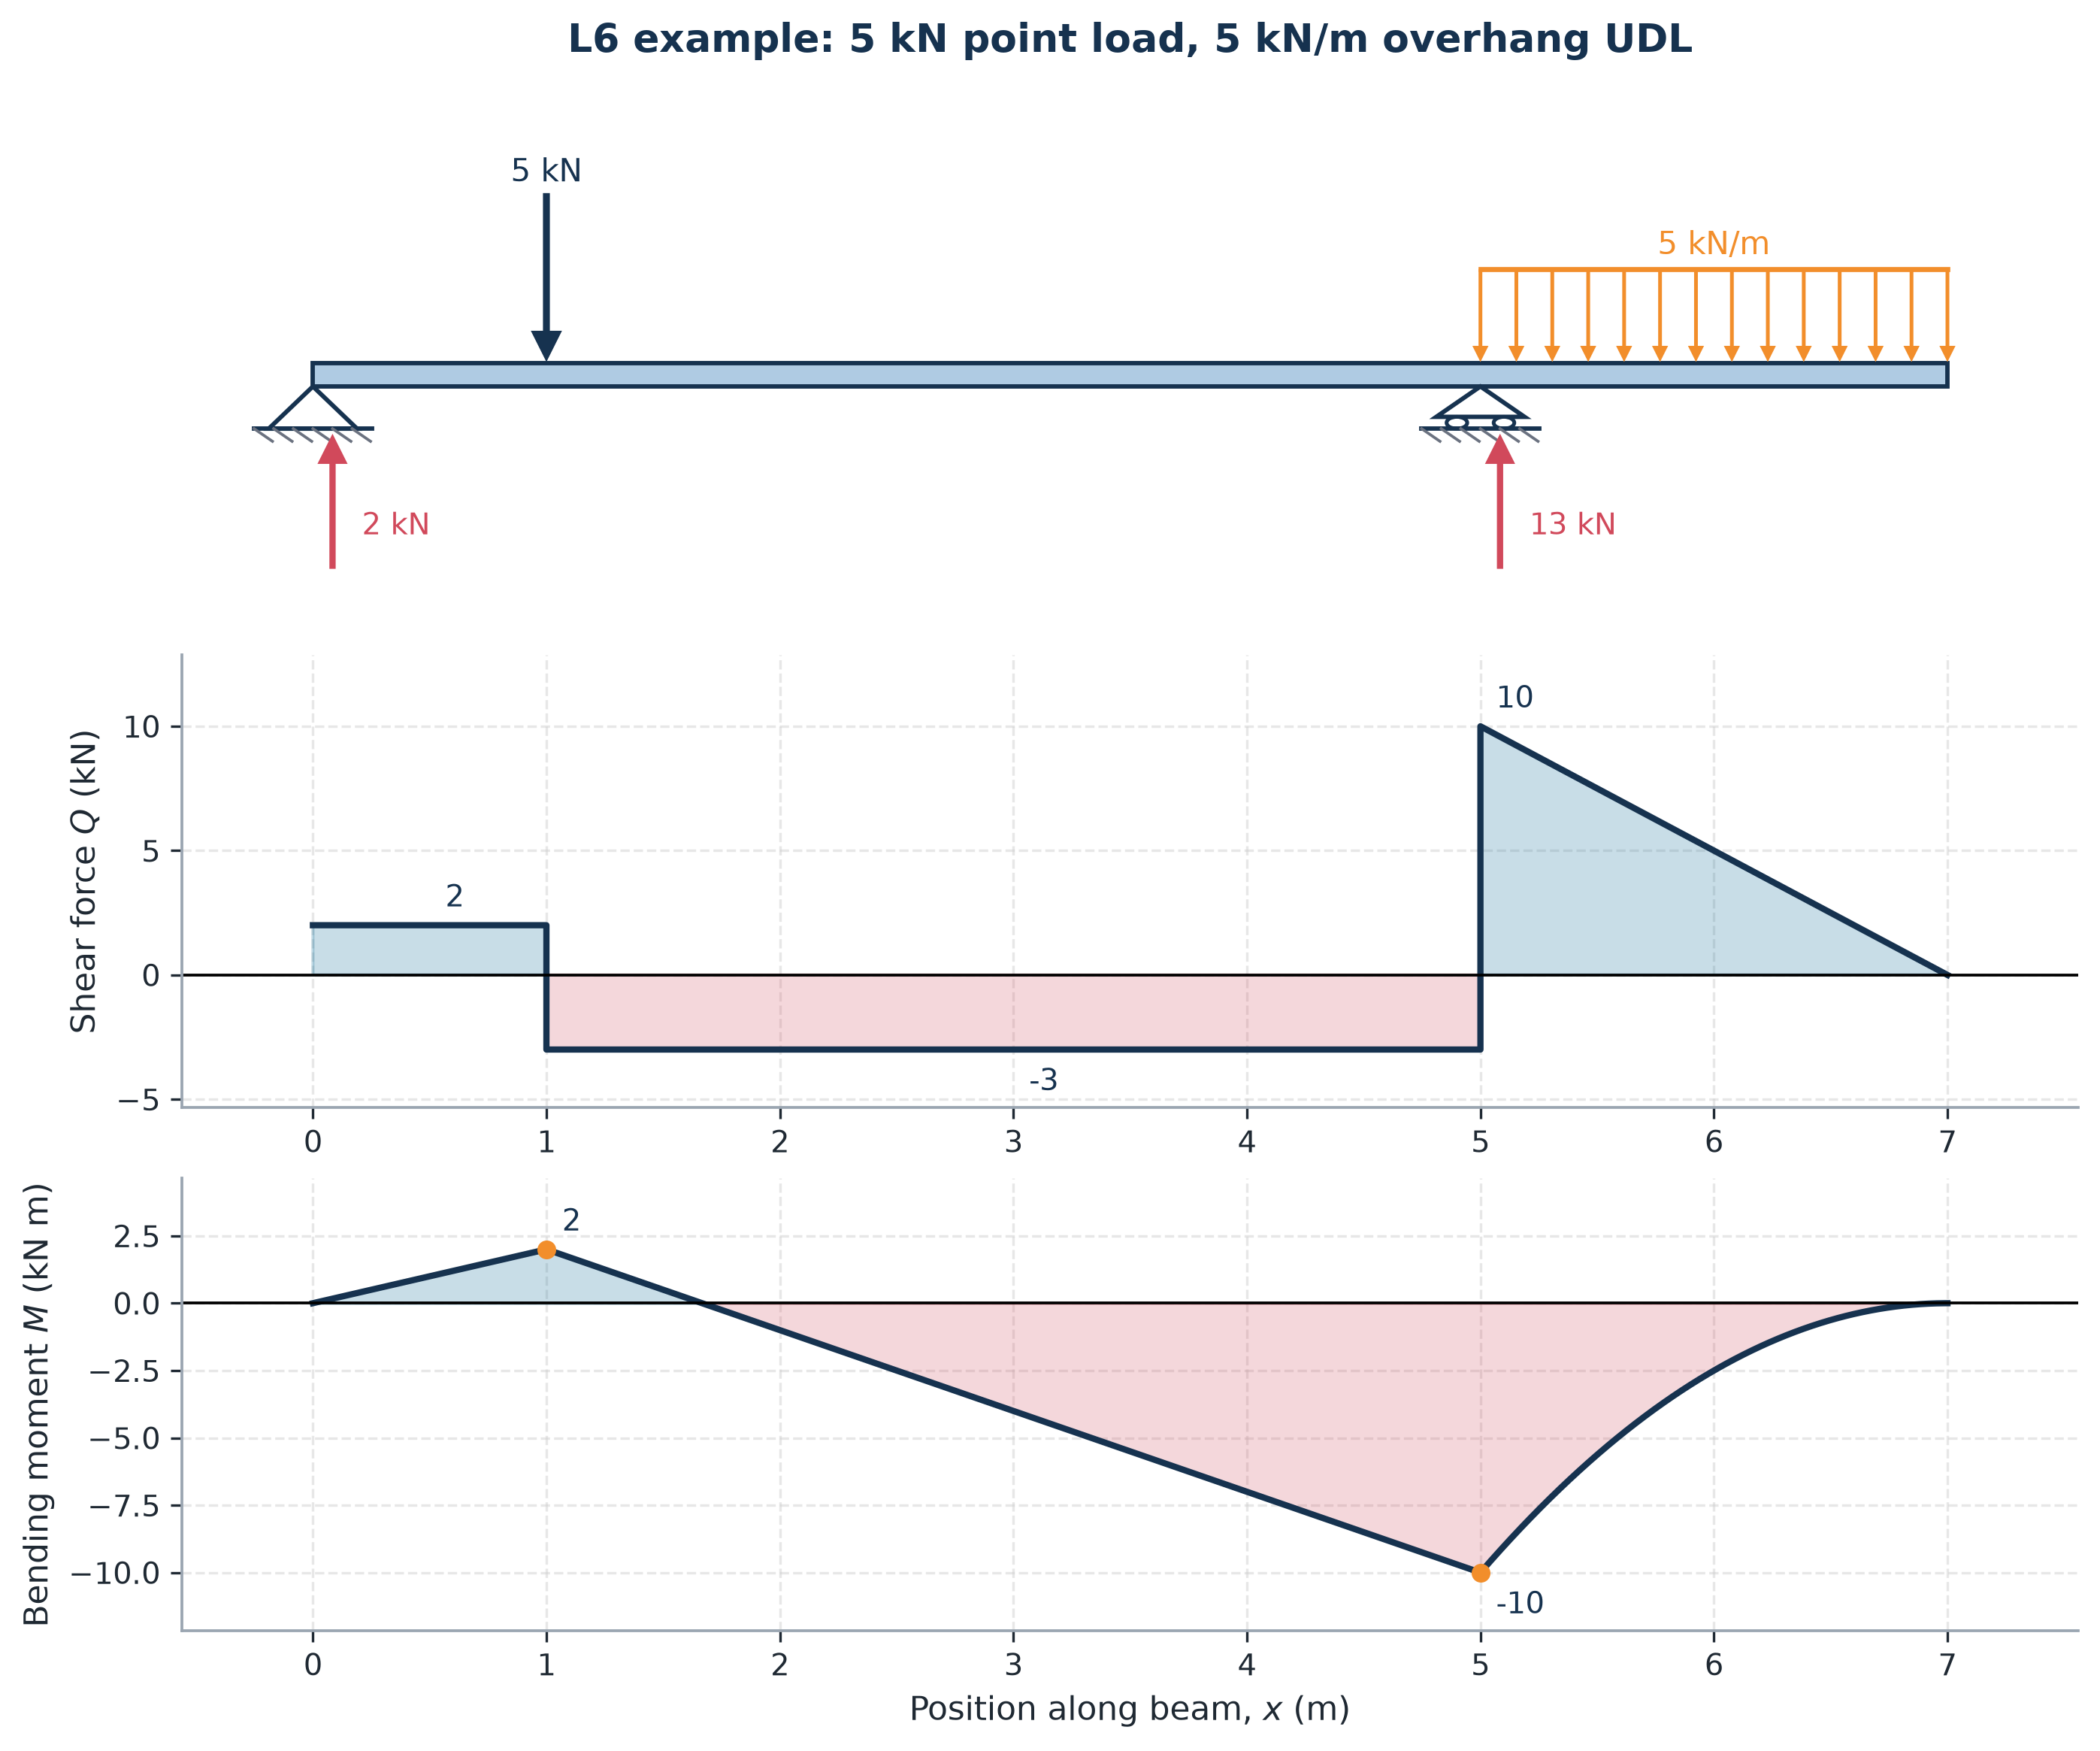 L6 example: 5 kN point load, 5 kN/m overhang UDL
5 kN
5 kN/m
2 kN
13 kN
Shear force Q (kN)
10
5
0
−5
2
-3
10
0 1 2 3 4 5 6 7
Bending moment M (kN m)
2.5
0.0
−2.5
−5.0
−7.5
−10.0
2
-10
0 1 2 3 4 5 6 7
Position along beam, x (m)